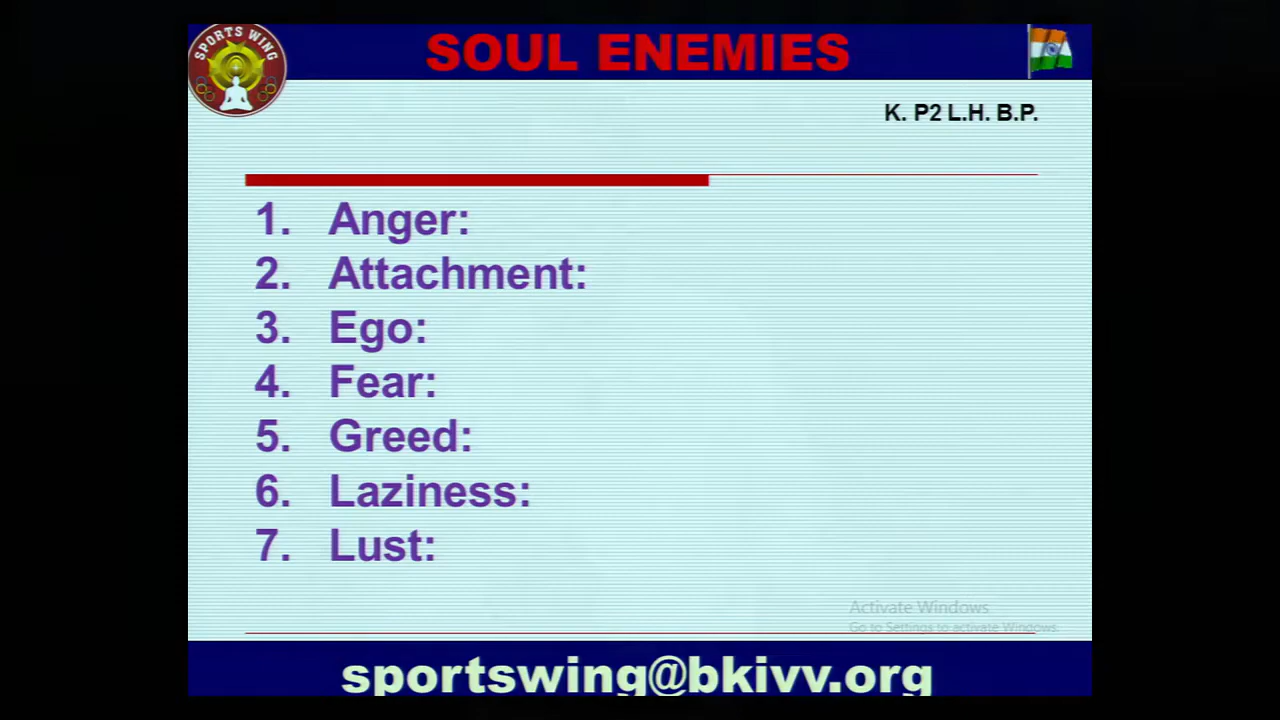 SPORTS WING
SOUL ENEMIES
K. P2 L.H. B.P.
1. Anger:
2. Attachment:
3. Ego:
4. Fear:
5. Greed:
6. Laziness:
7. Lust:
Activate Windows
Go to Settings to activate Windows.
sportswing@bkivv.org